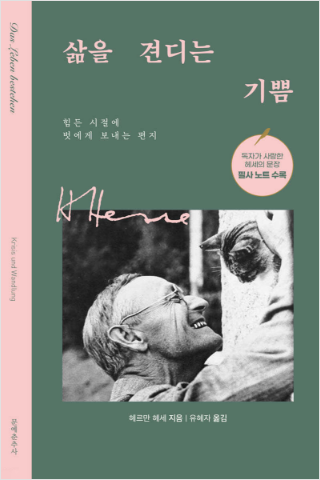 삶을 견디는
기쁨
힘든 시절에
벗에게 보내는 편지
독자가 사랑한
헤세의 문장
필사 노트 수록
H Hesse
헤르만 헤세 지음 | 유혜자 옮김
Das Leben bestehen
Krisis und Wandlung
문예춘추사